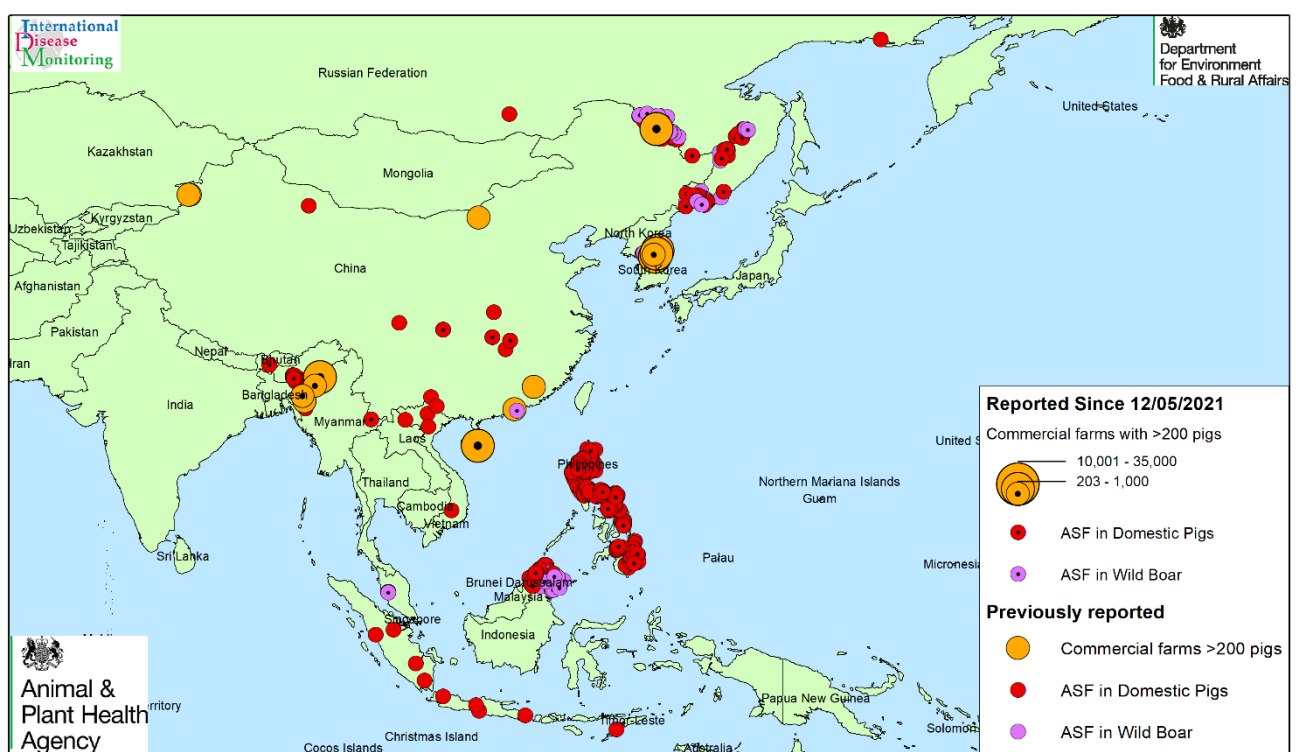 International
Disease
Monitoring
Department
for Environment
Food & Rural Affairs
Russian Federation
United States
Kazakhstan
Mongolia
Kyrgyzstan
Uzbekistan
Tajikistan
North Korea
China
South Korea
Japan
Afghanistan
Pakistan
Iran
Nepal
Bhutan
Bangladesh
India
Myanmar
Laos
Thailand
Philippines
Northern Mariana Islands
Guam
United S
Cambodia
Vietnam
Sri Lanka
Palau
Micronesia
Brunei Darussalam
Malaysia
Singapore
Indonesia
Papua New Guinea
Timor-Leste
Solomon
Christmas Island
Cocos Islands
Australia
ritory
Reported Since 12/05/2021
Commercial farms with >200 pigs
10,001 - 35,000
203 - 1,000
ASF in Domestic Pigs
ASF in Wild Boar
Previously reported
Commercial farms >200 pigs
ASF in Domestic Pigs
ASF in Wild Boar
Animal &
Plant Health
Agency